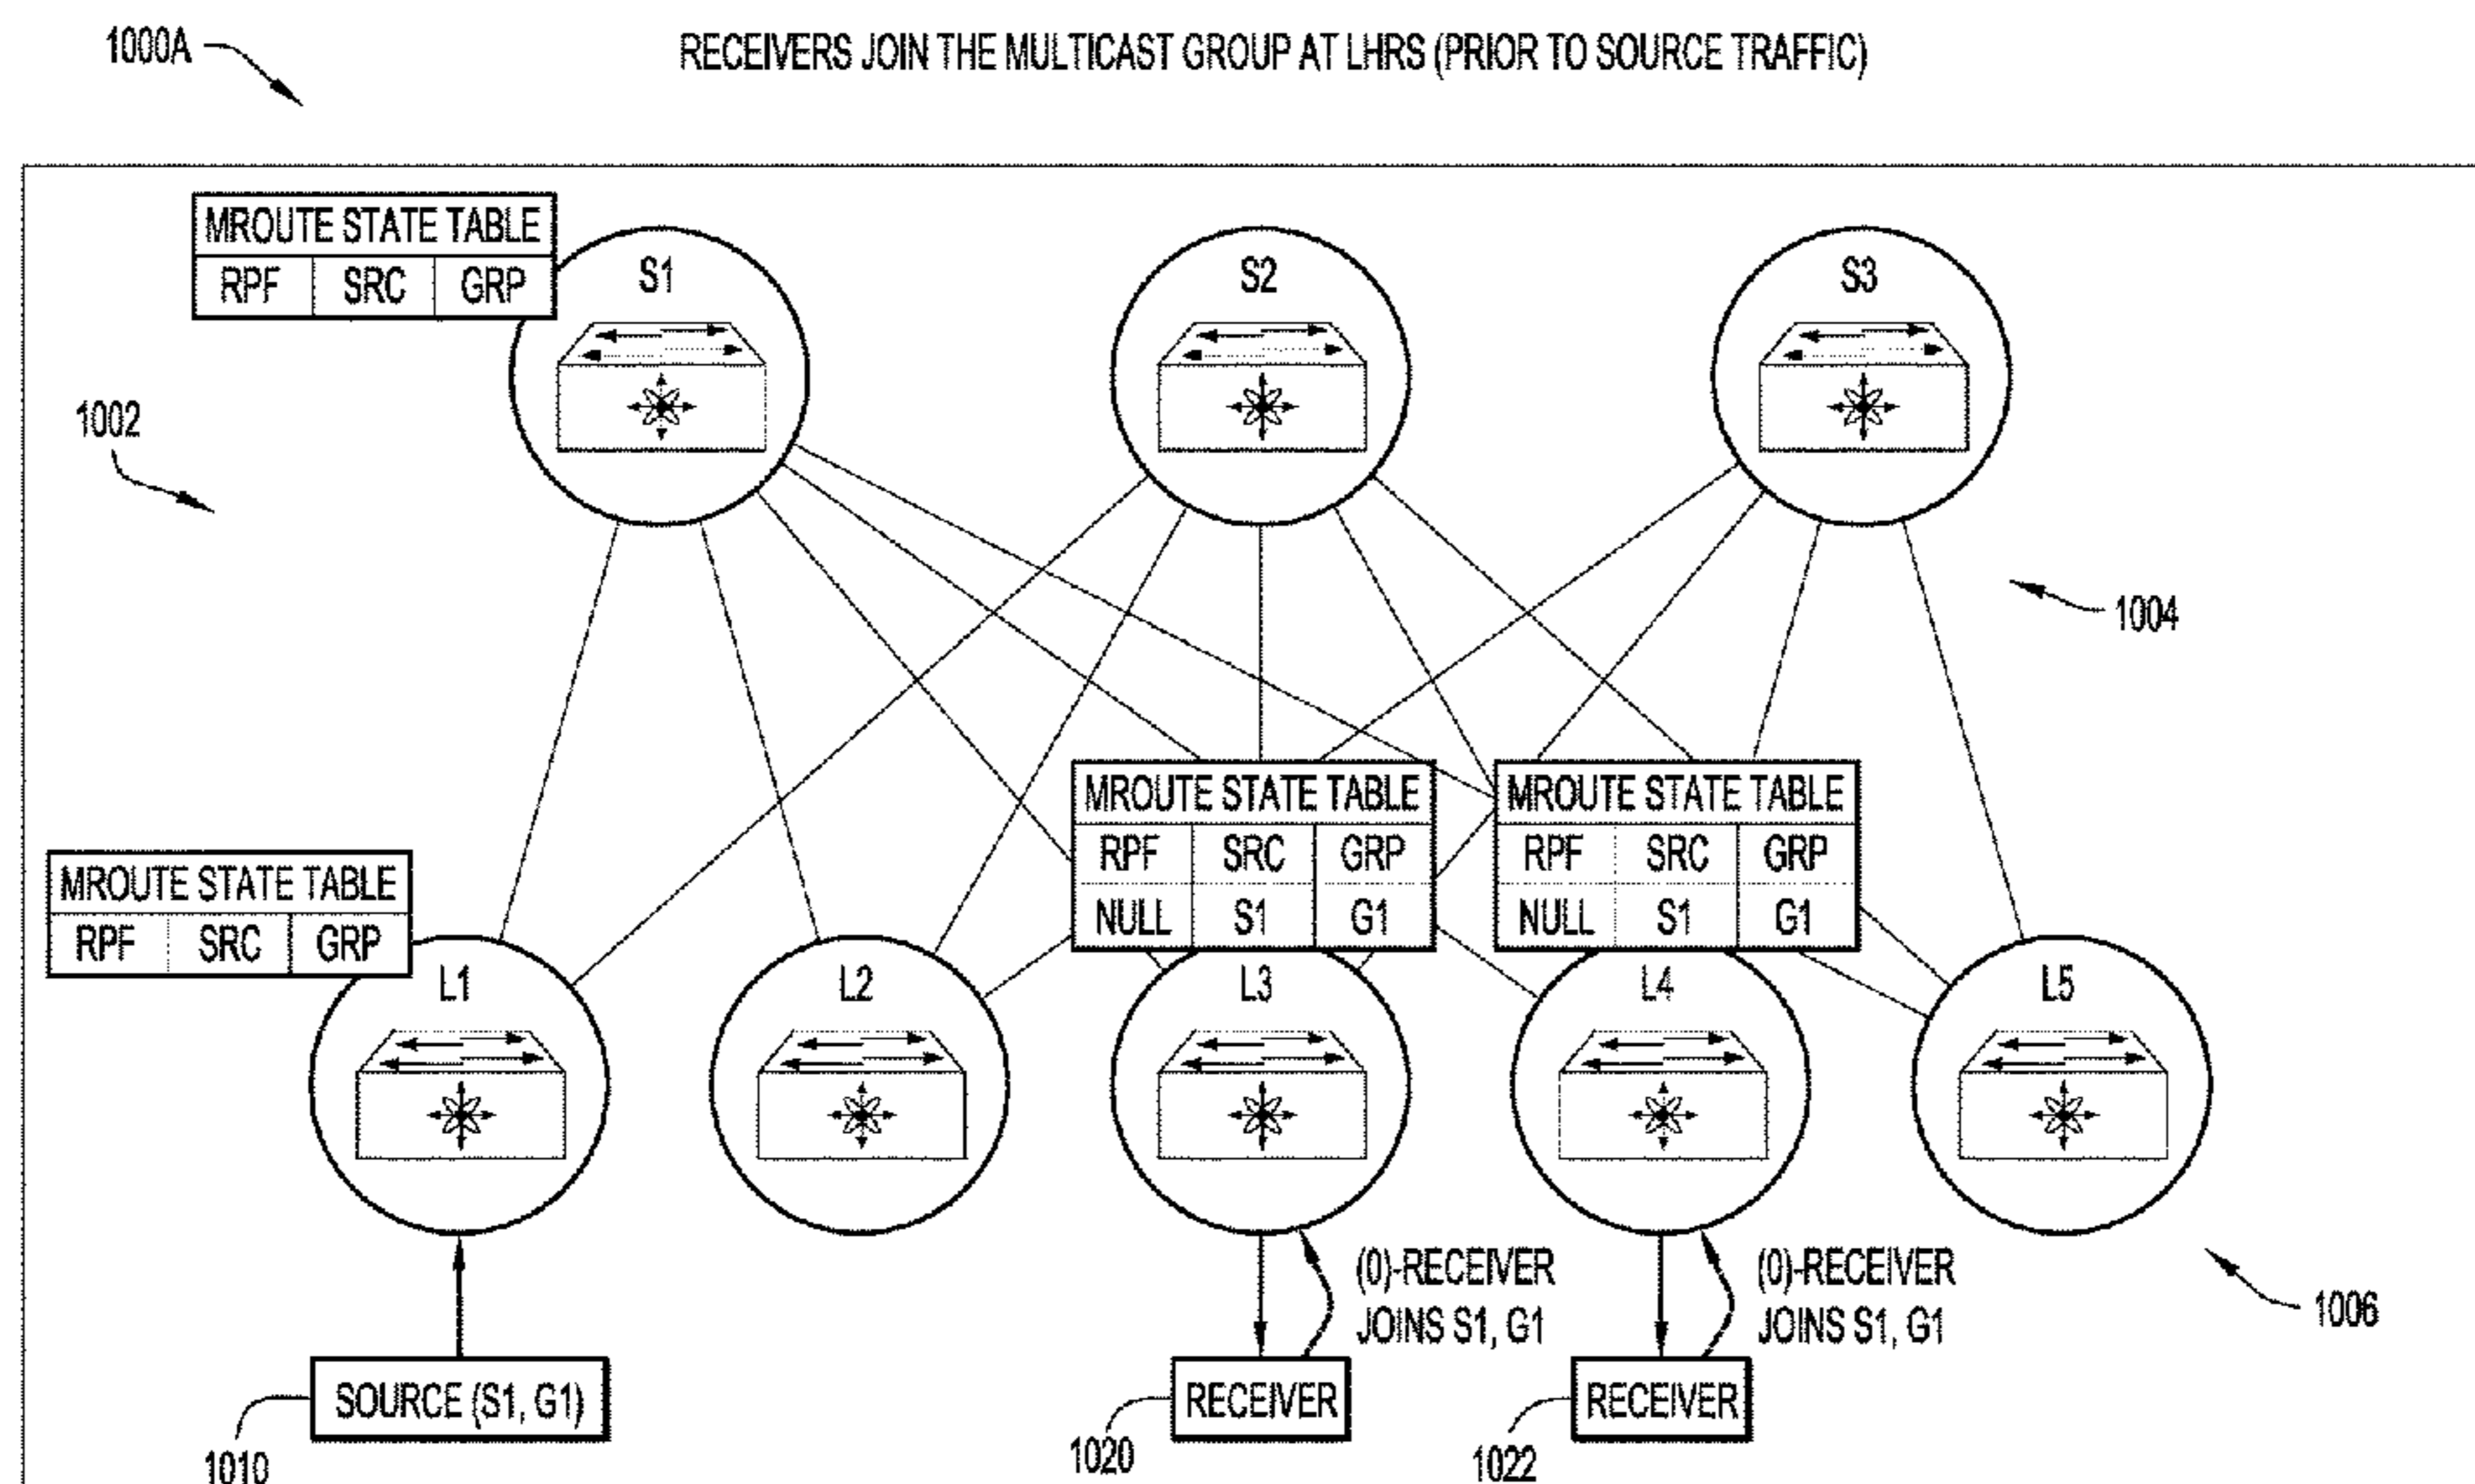 1000A
RECEIVERS JOIN THE MULTICAST GROUP AT LHRS (PRIOR TO SOURCE TRAFFIC)
MROUTE STATE TABLE
RPF SRC GRP
S1
S2
S3
1002
1004
MROUTE STATE TABLE
RPF SRC GRP
NULL S1 G1
MROUTE STATE TABLE
RPF SRC GRP
NULL S1 G1
MROUTE STATE TABLE
RPF SRC GRP
L1
L2
L3
L4
L5
(0)-RECEIVER
JOINS S1, G1
(0)-RECEIVER
JOINS S1, G1
1006
SOURCE (S1, G1)
RECEIVER
RECEIVER
1010
1020
1022